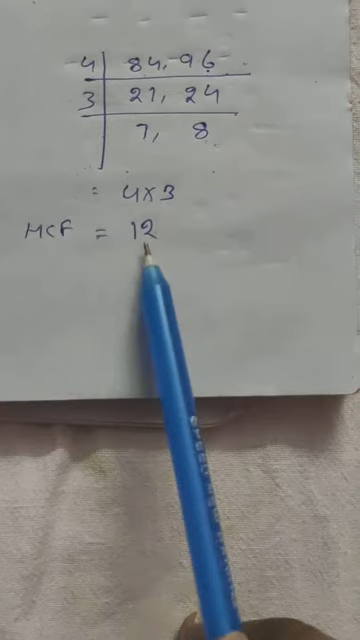 4 | 84, 96
3 | 21, 24
7, 8
= 4×3
HCF = 12